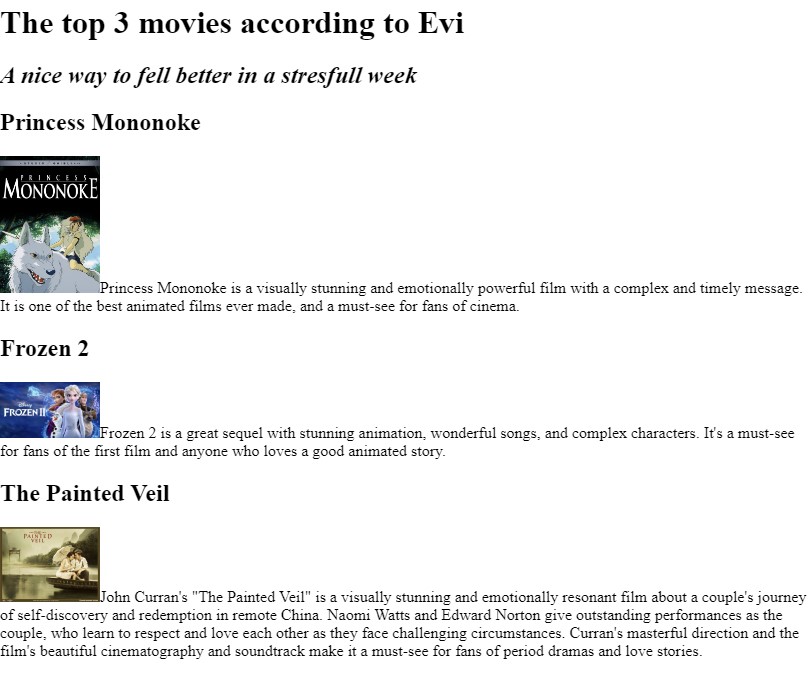 The top 3 movies according to Evi
A nice way to fell better in a stresfull week
Princess Mononoke
PRINCESS
MONONOKE
Princess Mononoke is a visually stunning and emotionally powerful film with a complex and timely message.
It is one of the best animated films ever made, and a must-see for fans of cinema.
Frozen 2
Disney
FROZEN II
Frozen 2 is a great sequel with stunning animation, wonderful songs, and complex characters. It's a must-see
for fans of the first film and anyone who loves a good animated story.
The Painted Veil
THE
PAINTED
VEIL
John Curran's "The Painted Veil" is a visually stunning and emotionally resonant film about a couple's journey
of self-discovery and redemption in remote China. Naomi Watts and Edward Norton give outstanding performances as the
couple, who learn to respect and love each other as they face challenging circumstances. Curran's masterful direction and the
film's beautiful cinematography and soundtrack make it a must-see for fans of period dramas and love stories.